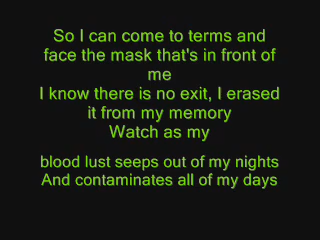 So I can come to terms and
face the mask that's in front of
me
I know there is no exit, I erased
it from my memory
Watch as my
blood lust seeps out of my nights
And contaminates all of my days